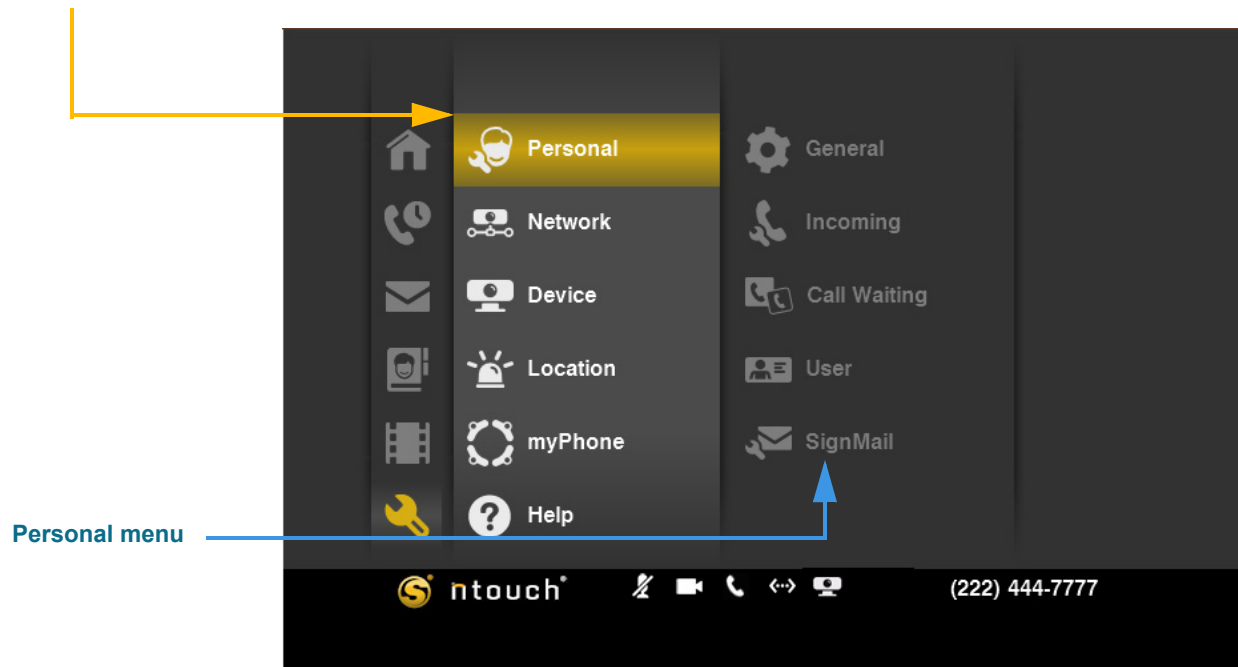 Personal
General
Network
Incoming
Device
Call Waiting
Location
User
myPhone
SignMail
Help
Personal menu
S ntouch (222) 444-7777